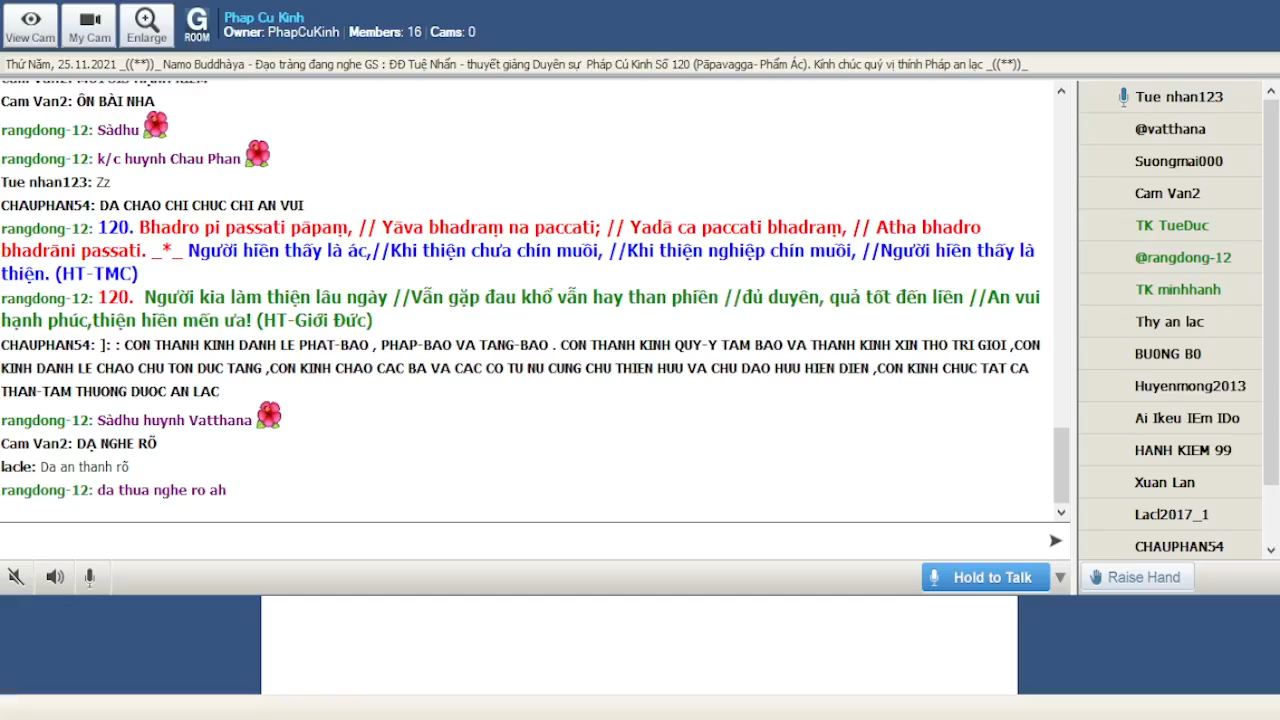 View Cam
My Cam
Enlarge
G
ROOM
Phap Cu Kinh
Owner: PhapCuKinh | Members: 16 | Cams: 0
Thứ Năm, 25.11.2021 _((**))_ Namo Buddhàya - Đạo tràng đang nghe GS : ĐĐ Tuệ Nhẫn - thuyết giảng Duyên sự Pháp Cú Kinh Số 120 (Pāpavagga- Phẩm Ác). Kính chúc quý vị thính Pháp an lạc _((**))_
Cam Van2: ÔN BÀI NHA
rangdong-12: Sàdhu
rangdong-12: k/c huynh Chau Phan
Tue nhan123: Zz
CHAUPHAN54: DA CHAO CHI CHUC CHI AN VUI
rangdong-12: 120. Bhadro pi passati pāpaṃ, // Yāva bhadraṃ na paccati; // Yadā ca paccati bhadraṃ, // Atha bhadro
bhadrāni passati. _*_ Người hiền thấy là ác,//Khi thiện chưa chín muồi, //Khi thiện nghiệp chín muồi, //Người hiền thấy là
thiện. (HT-TMC)
rangdong-12: 120. Người kia làm thiện lâu ngày //Vẫn gặp đau khổ vẫn hay than phiền //đủ duyên, quả tốt đến liền //An vui
hạnh phúc,thiện hiền mến ưa! (HT-Giới Đức)
CHAUPHAN54: ]: : CON THANH KINH DANH LE PHAT-BAO , PHAP-BAO VA TANG-BAO . CON THANH KINH QUY-Y TAM BAO VA THANH KINH XIN THO TRI GIOI ,CON
KINH DANH LE CHAO CHU TON DUC TANG ,CON KINH CHAO CAC BA VA CAC CO TU NU CUNG CHU THIEN HUU VA CHU DAO HUU HIEN DIEN ,CON KINH CHUC TAT CA
THAN-TAM THUONG DUOC AN LAC
rangdong-12: Sàdhu huynh Vatthana
Cam Van2: DẠ NGHE RÕ
lacle: Da an thanh rõ
rangdong-12: da thua nghe ro ah
Hold to Talk
Tue nhan123
@vatthana
Suongmai000
Cam Van2
TK TueDuc
@rangdong-12
TK minhhanh
Thy an lac
BU0NG B0
Huyenmong2013
Ai Ikeu IEm IDo
HANH KIEM 99
Xuan Lan
Lacl2017_1
CHAUPHAN54
Raise Hand